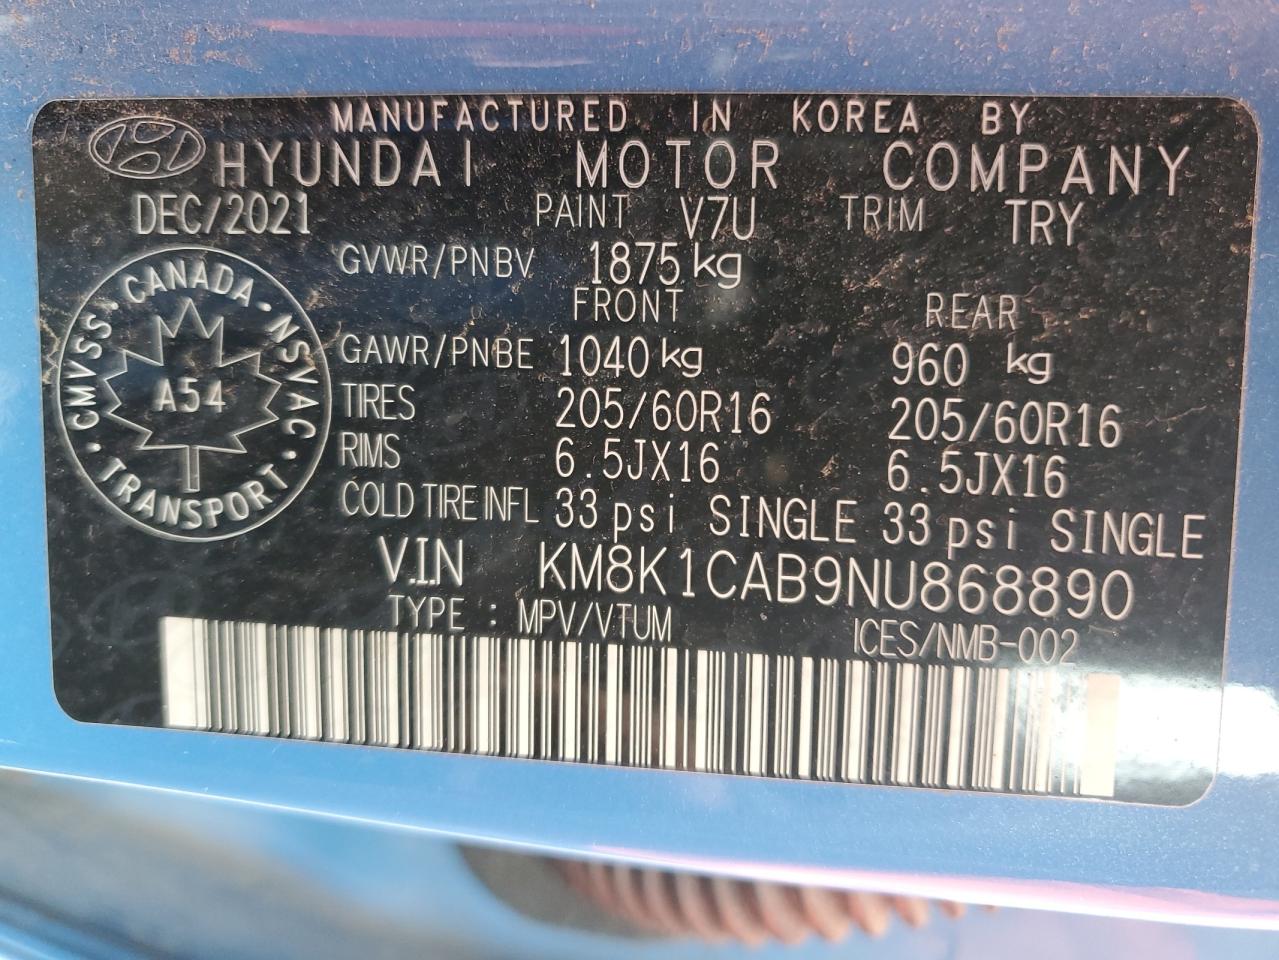 MANUFACTURED IN KOREA BY
HYUNDAI MOTOR COMPANY
DEC/2021 PAINT V7U TRIM TRY
GVWR/PNBV 1875 kg
FRONT REAR
GAWR/PNBE 1040 kg 960 kg
TIRES 205/60R16 205/60R16
RIMS 6.5JX16 6.5JX16
COLD TIRE INFL 33 psi SINGLE 33 psi SINGLE
V.I.N KM8K1CAB9NU868890
TYPE : MPV/VTUM ICES/NMB-002
CANADA · NSVAC · TRANSPORT · CMVSS ·
A54